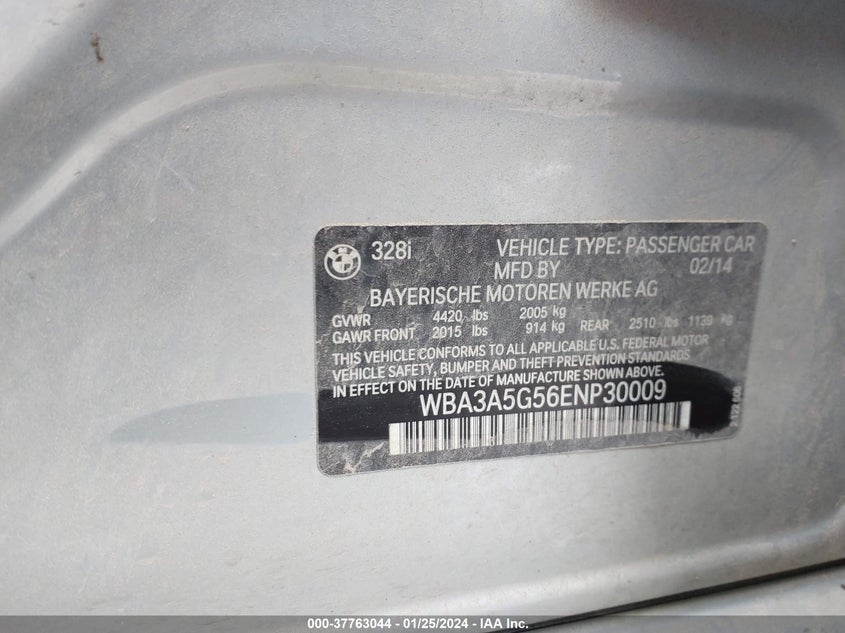 328i VEHICLE TYPE: PASSENGER CAR
MFD BY 02/14
BAYERISCHE MOTOREN WERKE AG
GVWR 4420 lbs 2005 kg
GAWR FRONT 2015 lbs 914 kg REAR 2510 lbs 1139 kg
THIS VEHICLE CONFORMS TO ALL APPLICABLE U.S. FEDERAL MOTOR
VEHICLE SAFETY, BUMPER AND THEFT PREVENTION STANDARDS
IN EFFECT ON THE DATE OF MANUFACTURE SHOWN ABOVE.
WBA3A5G56ENP30009
000-37763044 / 01/25/2024 - IAA Inc.